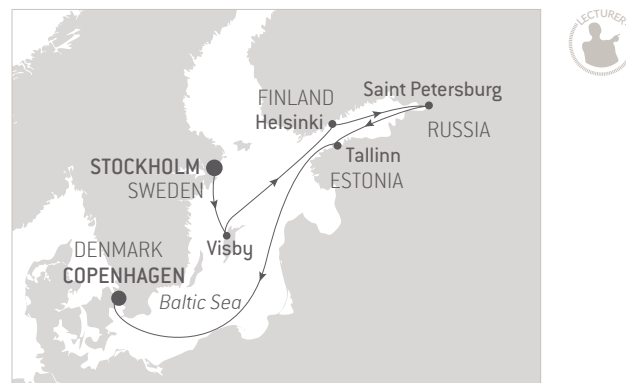 LECTURER
Saint Petersburg
FINLAND
Helsinki
RUSSIA
Tallinn
STOCKHOLM
ESTONIA
SWEDEN
Visby
DENMARK
COPENHAGEN
Baltic Sea